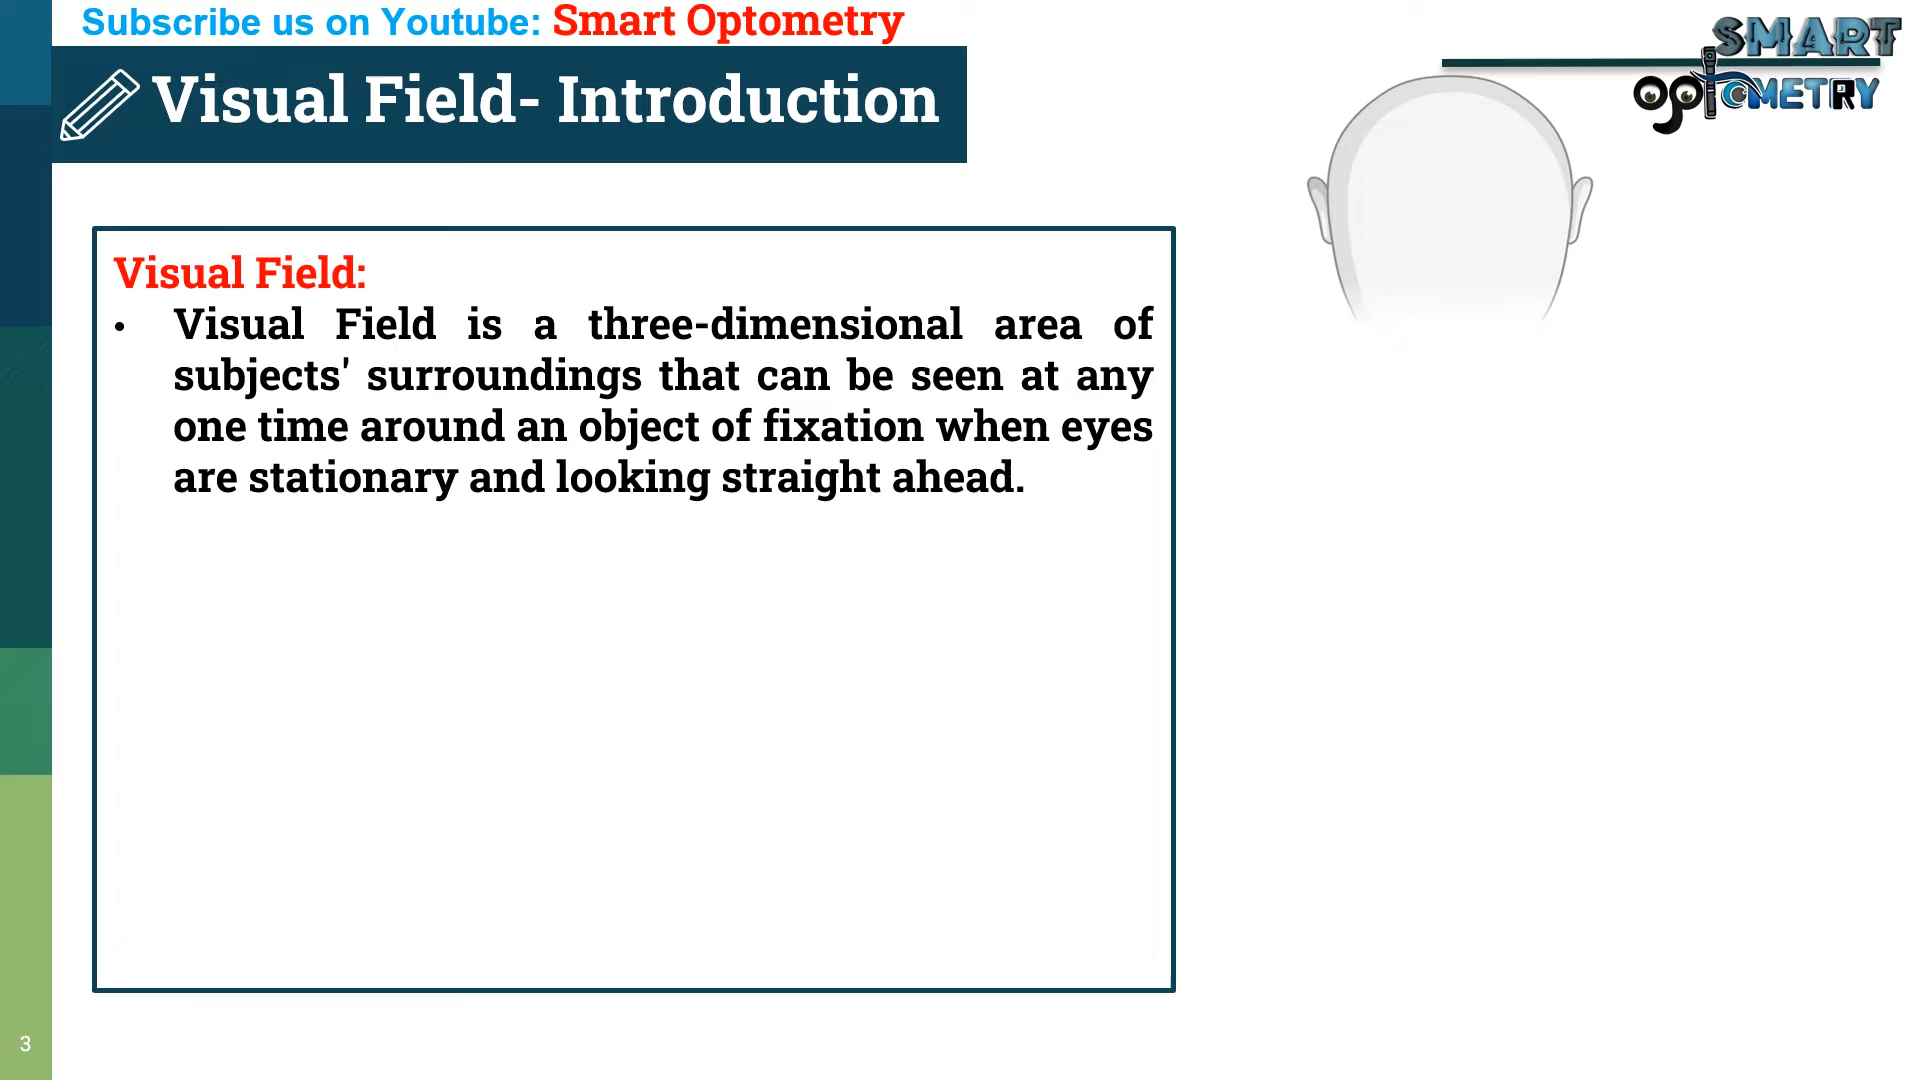 Subscribe us on Youtube: Smart Optometry
SMART
OptOMETRY
Visual Field- Introduction
Visual Field:
• Visual Field is a three-dimensional area of
subjects' surroundings that can be seen at any
one time around an object of fixation when eyes
are stationary and looking straight ahead.
3